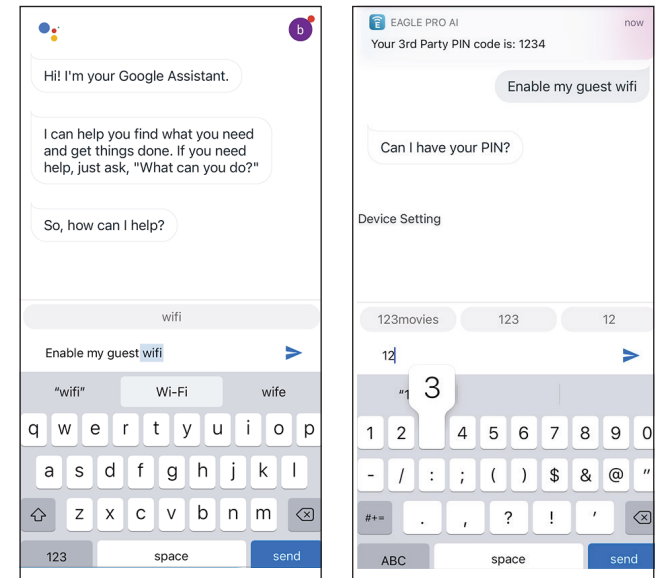 b
Hi! I'm your Google Assistant.
I can help you find what you need
and get things done. If you need
help, just ask, "What can you do?"
So, how can I help?
wifi
Enable my guest wifi
“wifi” Wi-Fi wife
q w e r t y u i o p
a s d f g h j k l
z x c v b n m
123 space send
EAGLE PRO AI now
Your 3rd Party PIN code is: 1234
Enable my guest wifi
Can I have your PIN?
Device Setting
123movies 123 12
12
“1
3
1 2 4 5 6 7 8 9 0
- / : ; ( ) $ & @ "
#+= . , ? ! '
ABC space send